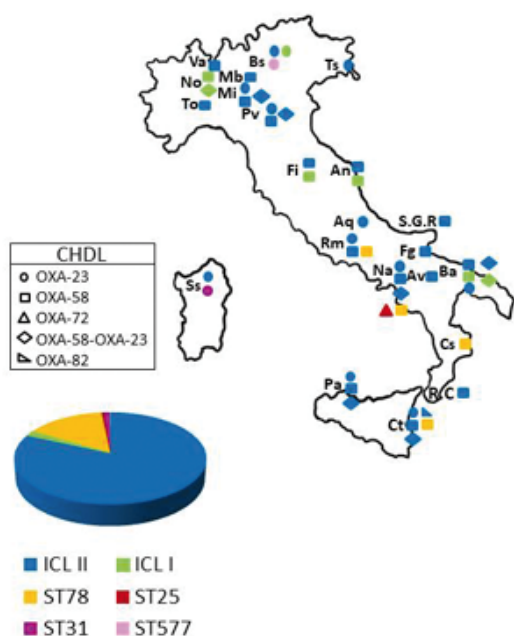 Va
Mb
Bs
Ts
No
Mi
To
Pv
Fi
An
Aq
S.G.R
Rm
Fg
Na
Av
Ba
Ss
Cs
Pa
R.C
Ct
CHDL
OXA-23
OXA-58
OXA-72
OXA-58-OXA-23
OXA-82
ICL II
ICL I
ST78
ST25
ST31
ST577